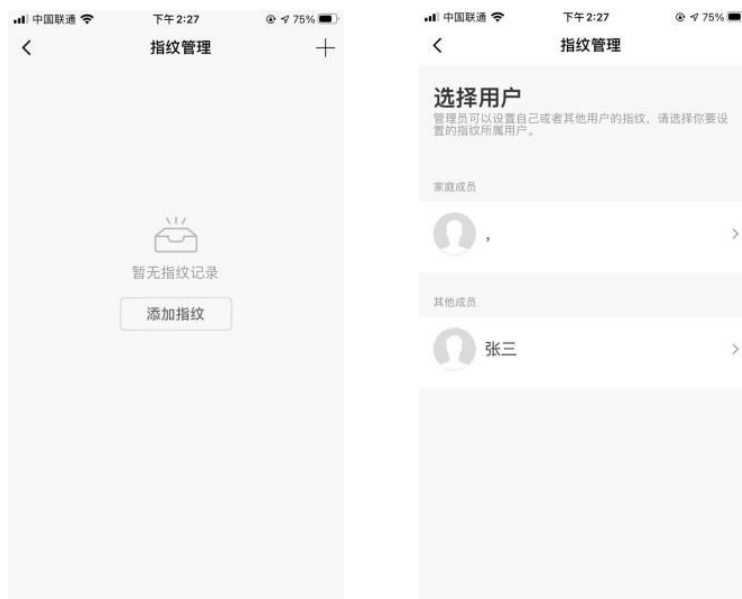 中国联通
下午 2:27
75%
指纹管理
暂无指纹记录
添加指纹
中国联通
下午 2:27
75%
指纹管理
选择用户
管理员可以设置自己或者其他用户的指纹，请选择你要设
置的指纹所属用户。
家庭成员
，
其他成员
张三